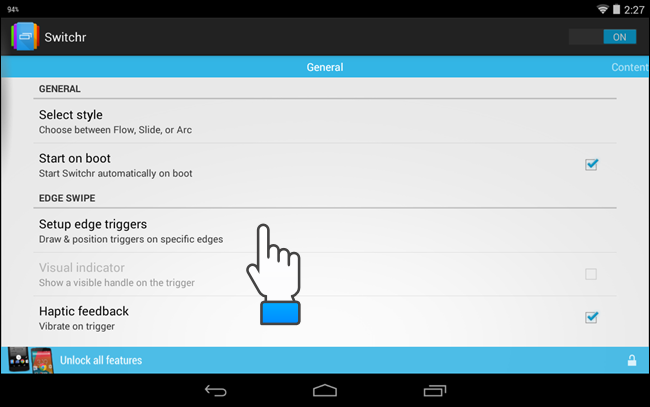 94%
2:27
Switchr
ON
General
Content
GENERAL
Select style
Choose between Flow, Slide, or Arc
Start on boot
Start Switchr automatically on boot
EDGE SWIPE
Setup edge triggers
Draw & position triggers on specific edges
Visual indicator
Show a visible handle on the trigger
Haptic feedback
Vibrate on trigger
Unlock all features